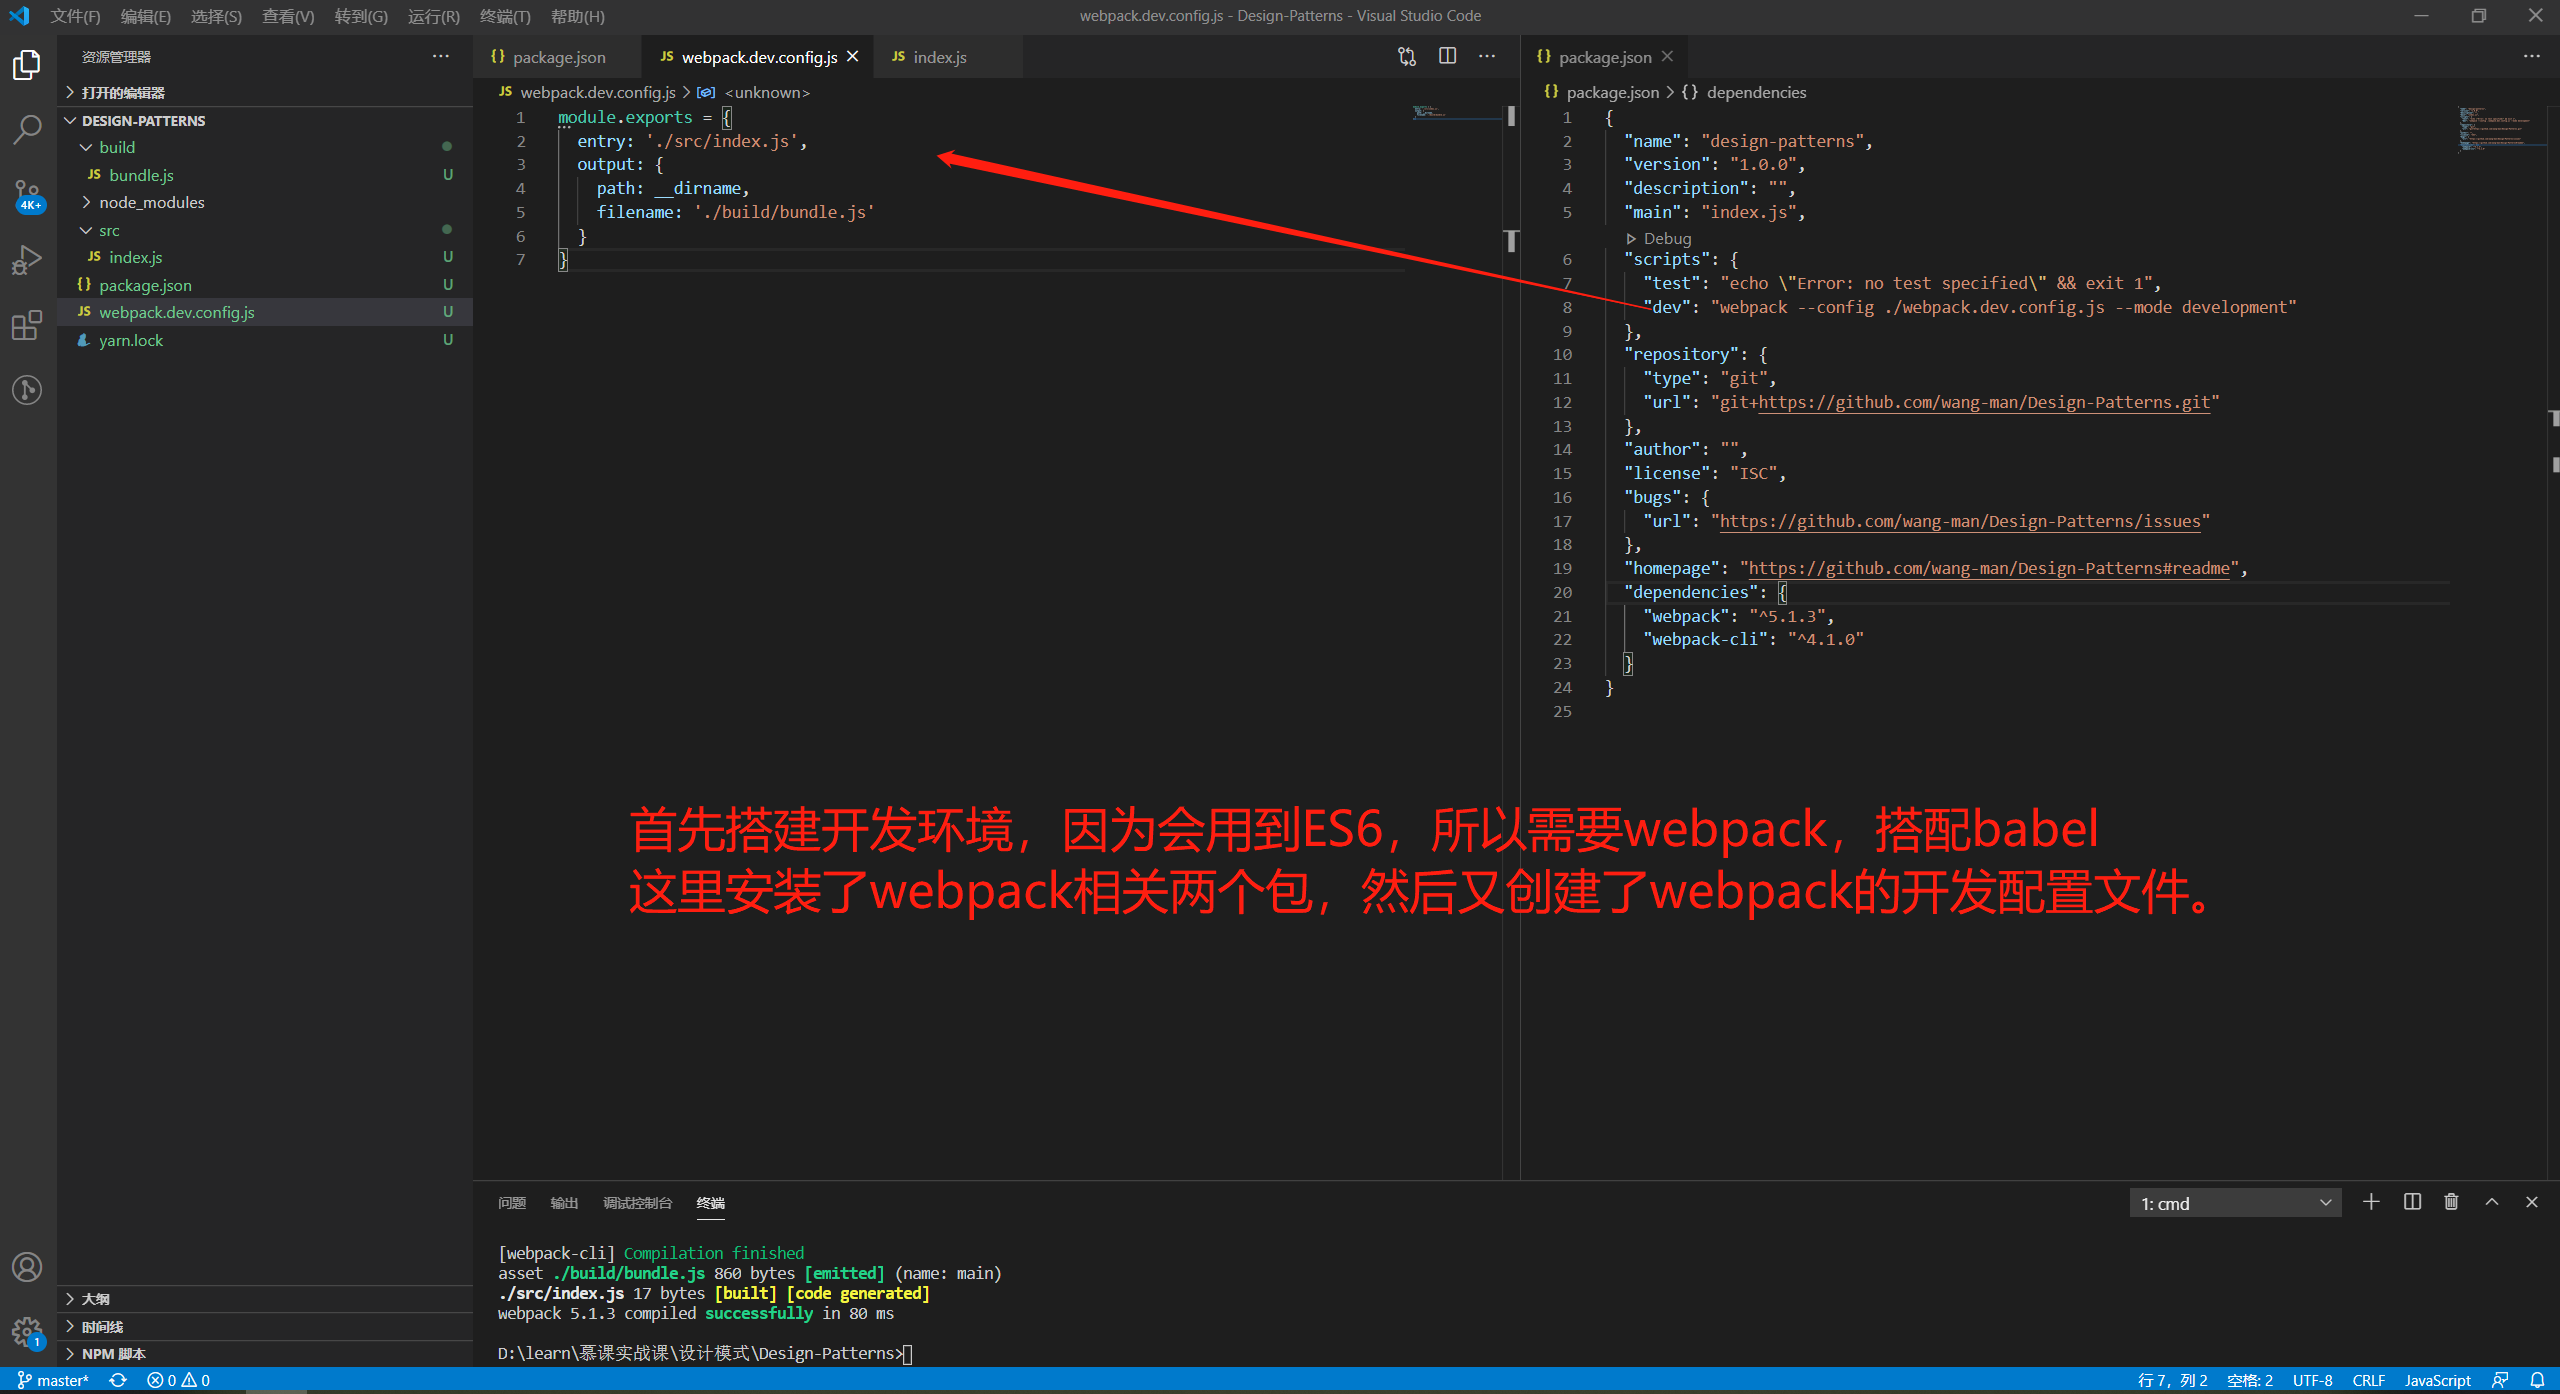 文件(F) 编辑(E) 选择(S) 查看(V) 转到(G) 运行(R) 终端(T) 帮助(H)
webpack.dev.config.js - Design-Patterns - Visual Studio Code
资源管理器
打开的编辑器
DESIGN-PATTERNS
build
JS bundle.js U
node_modules
src
JS index.js U
{} package.json U
JS webpack.dev.config.js U
yarn.lock U
4K+
1
大纲
时间线
NPM 脚本
{} package.json JS webpack.dev.config.js JS index.js
JS webpack.dev.config.js > <unknown>
1 module.exports = {
2 entry: './src/index.js',
3 output: {
4 path: __dirname,
5 filename: './build/bundle.js'
6 }
7 }
{} package.json
{} package.json > {} dependencies
1 {
2 "name": "design-patterns",
3 "version": "1.0.0",
4 "description": "",
5 "main": "index.js",
Debug
6 "scripts": {
7 "test": "echo \"Error: no test specified\" && exit 1",
8 "dev": "webpack --config ./webpack.dev.config.js --mode development"
9 },
10 "repository": {
11 "type": "git",
12 "url": "git+https://github.com/wang-man/Design-Patterns.git"
13 },
14 "author": "",
15 "license": "ISC",
16 "bugs": {
17 "url": "https://github.com/wang-man/Design-Patterns/issues"
18 },
19 "homepage": "https://github.com/wang-man/Design-Patterns#readme",
20 "dependencies": {
21 "webpack": "^5.1.3",
22 "webpack-cli": "^4.1.0"
23 }
24 }
25
首先搭建开发环境，因为会用到ES6，所以需要webpack，搭配babel
这里安装了webpack相关两个包，然后又创建了webpack的开发配置文件。
问题 输出 调试控制台 终端
1: cmd
[webpack-cli] Compilation finished
asset ./build/bundle.js 860 bytes [emitted] (name: main)
./src/index.js 17 bytes [built] [code generated]
webpack 5.1.3 compiled successfully in 80 ms
D:\learn\慕课实战课\设计模式\Design-Patterns>
master* 0 0
行 7，列 2 空格: 2 UTF-8 CRLF JavaScript